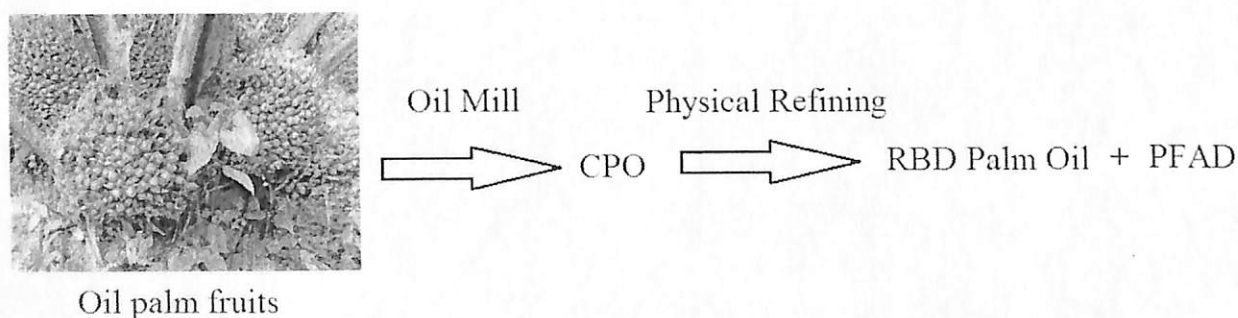 Oil Mill
Physical Refining
CPO
RBD Palm Oil + PFAD
Oil palm fruits